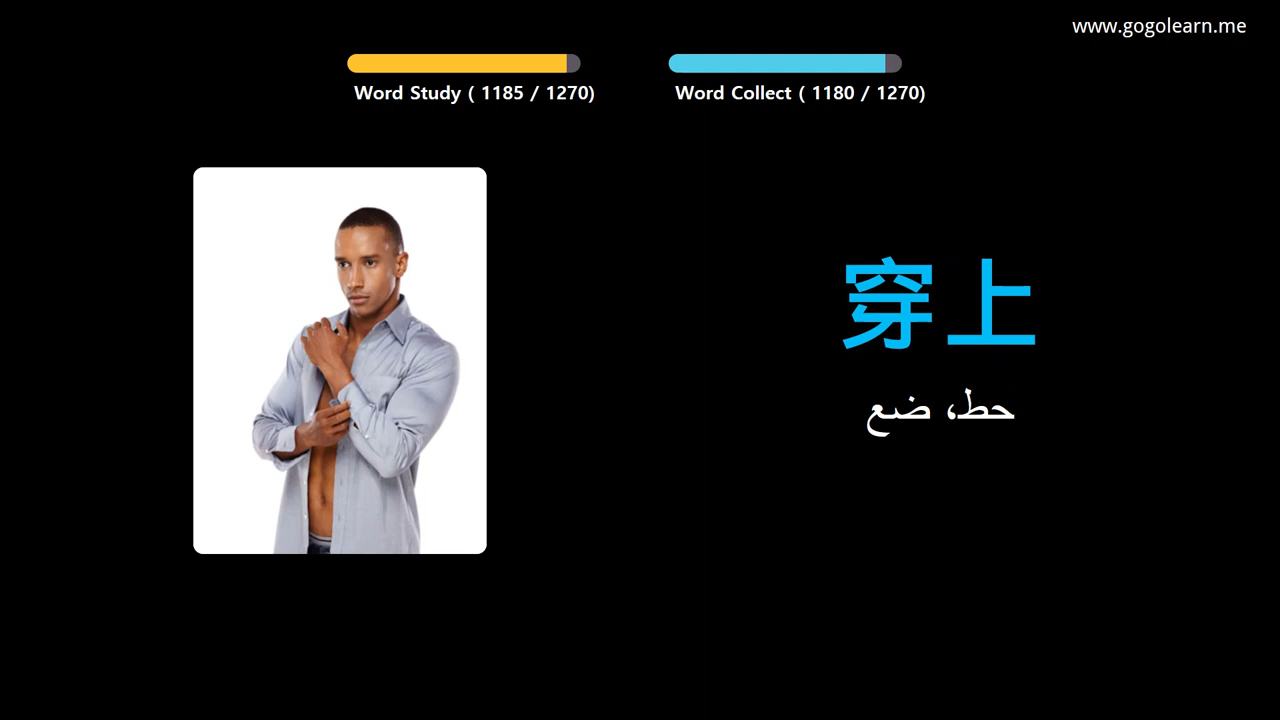 www.gogolearn.me
Word Study ( 1185 / 1270)
Word Collect ( 1180 / 1270)
穿上
حط، ضع